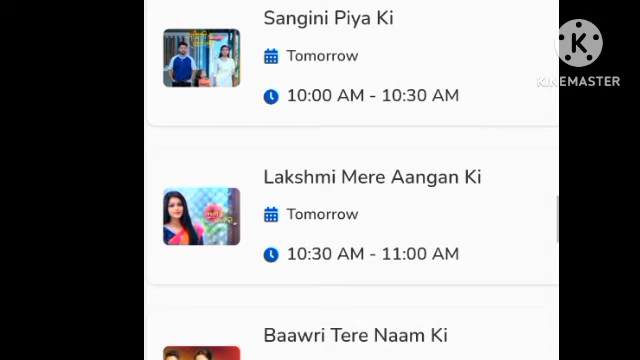 Sangini Piya Ki
Tomorrow
10:00 AM - 10:30 AM
K
KINEMASTER
Lakshmi Mere Aangan Ki
Tomorrow
10:30 AM - 11:00 AM
Baawri Tere Naam Ki